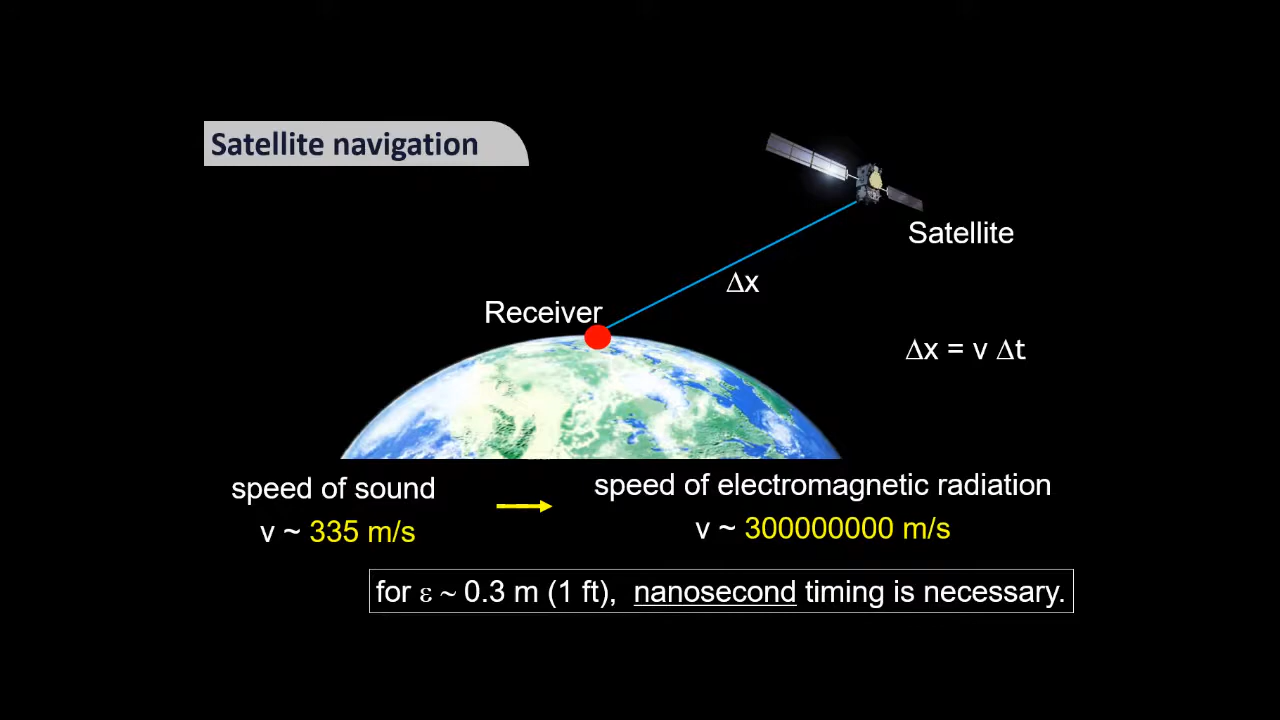 Satellite navigation
Satellite
Δx
Receiver
Δx = v Δt
speed of sound
v ~ 335 m/s
speed of electromagnetic radiation
v ~ 300000000 m/s
for ε ~ 0.3 m (1 ft), nanosecond timing is necessary.